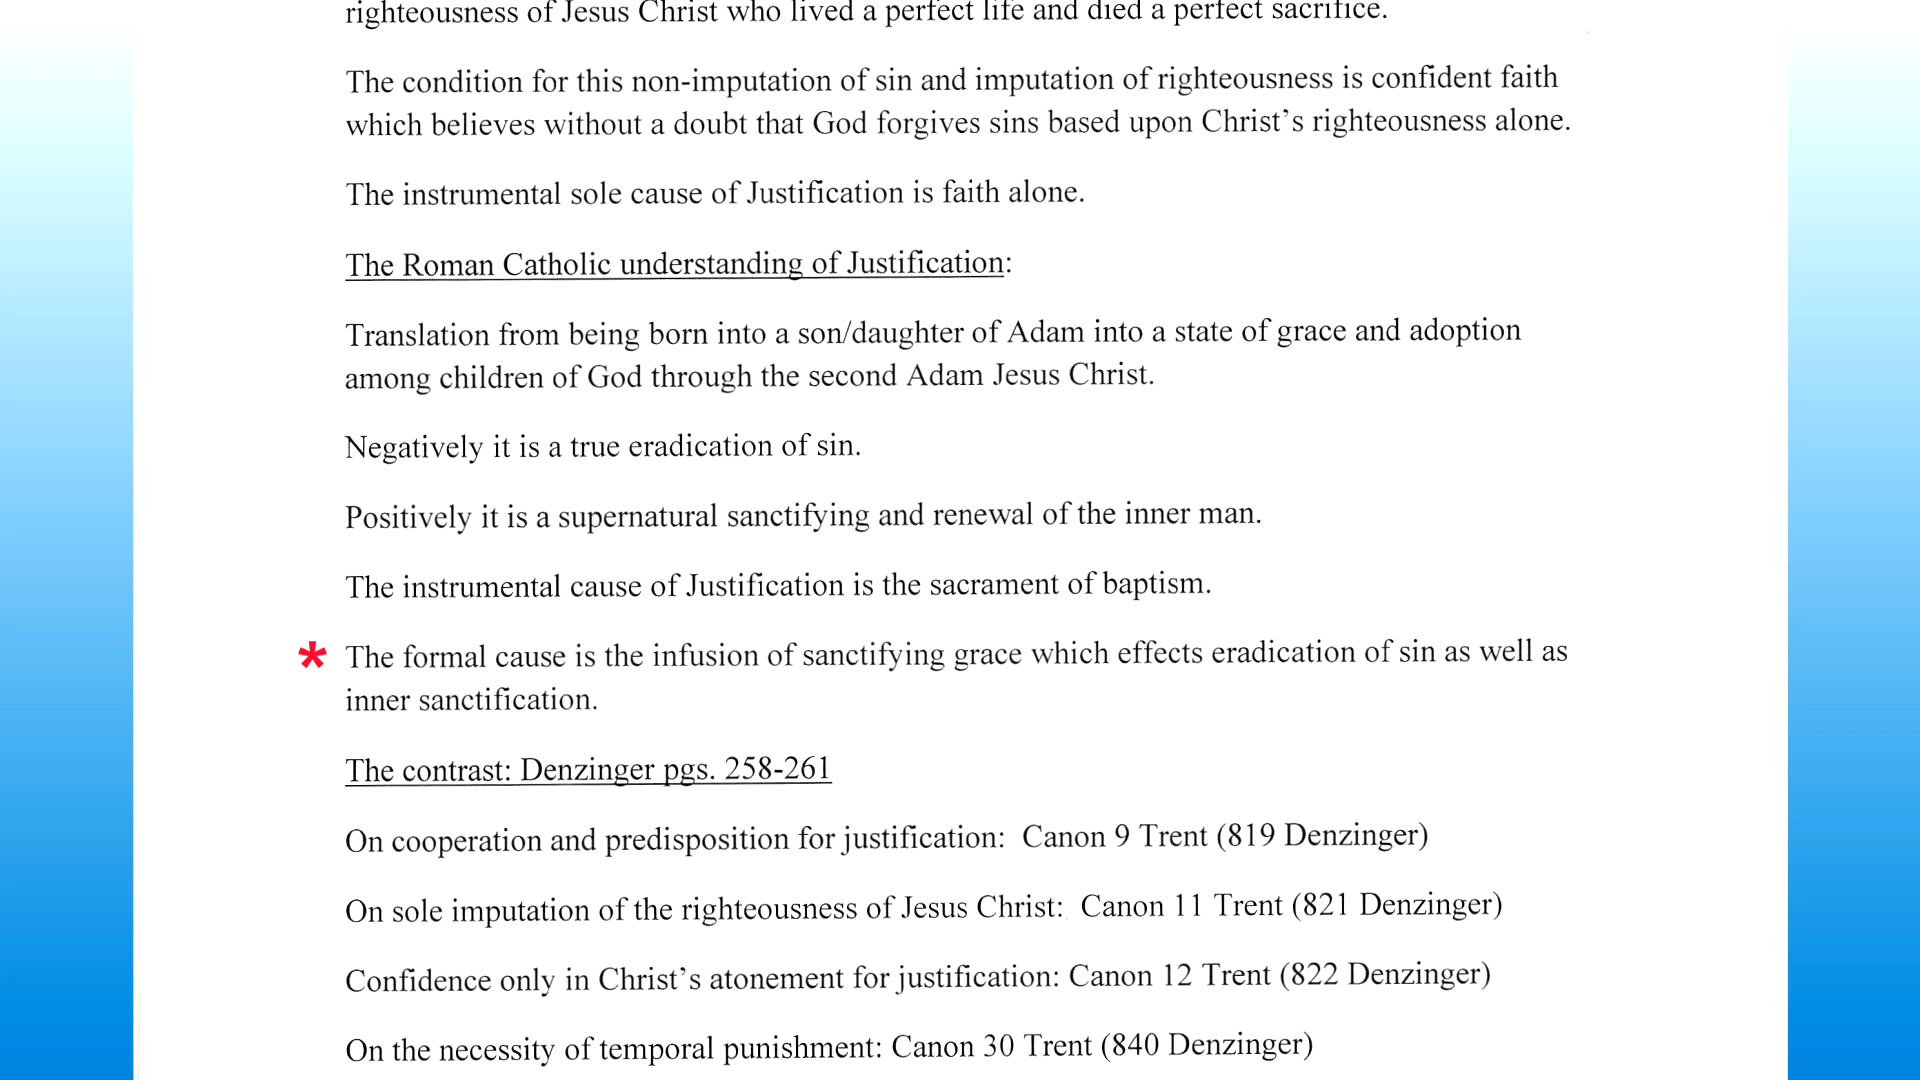 righteousness of Jesus Christ who lived a perfect life and died a perfect sacrifice.
The condition for this non-imputation of sin and imputation of righteousness is confident faith
which believes without a doubt that God forgives sins based upon Christ’s righteousness alone.
The instrumental sole cause of Justification is faith alone.
The Roman Catholic understanding of Justification:
Translation from being born into a son/daughter of Adam into a state of grace and adoption
among children of God through the second Adam Jesus Christ.
Negatively it is a true eradication of sin.
Positively it is a supernatural sanctifying and renewal of the inner man.
The instrumental cause of Justification is the sacrament of baptism.
* The formal cause is the infusion of sanctifying grace which effects eradication of sin as well as
inner sanctification.
The contrast: Denzinger pgs. 258-261
On cooperation and predisposition for justification: Canon 9 Trent (819 Denzinger)
On sole imputation of the righteousness of Jesus Christ: Canon 11 Trent (821 Denzinger)
Confidence only in Christ’s atonement for justification: Canon 12 Trent (822 Denzinger)
On the necessity of temporal punishment: Canon 30 Trent (840 Denzinger)